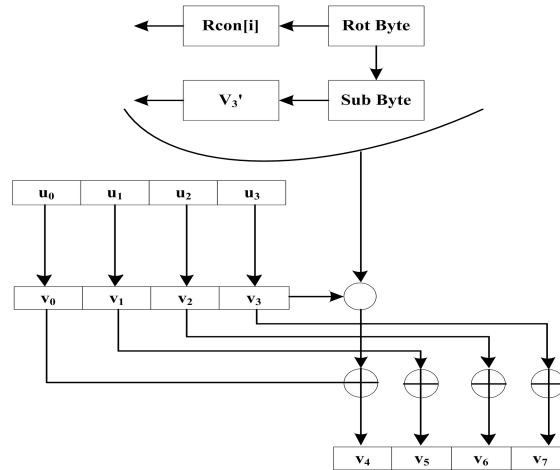 Rcon[i] Rot Byte
V₃' Sub Byte
u₀ u₁ u₂ u₃
v₀ v₁ v₂ v₃
v₄ v₅ v₆ v₇